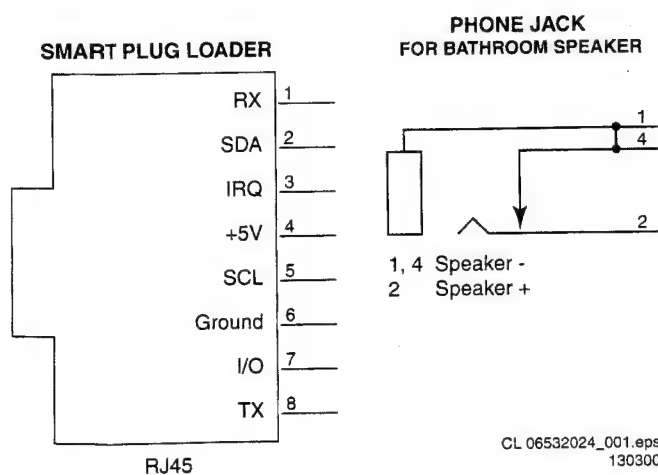 SMART PLUG LOADER
RX 1
SDA 2
IRQ 3
+5V 4
SCL 5
Ground 6
I/O 7
TX 8
RJ45
PHONE JACK
FOR BATHROOM SPEAKER
1
4
2
1, 4 Speaker -
2 Speaker +
CL 06532024_001.eps
130300